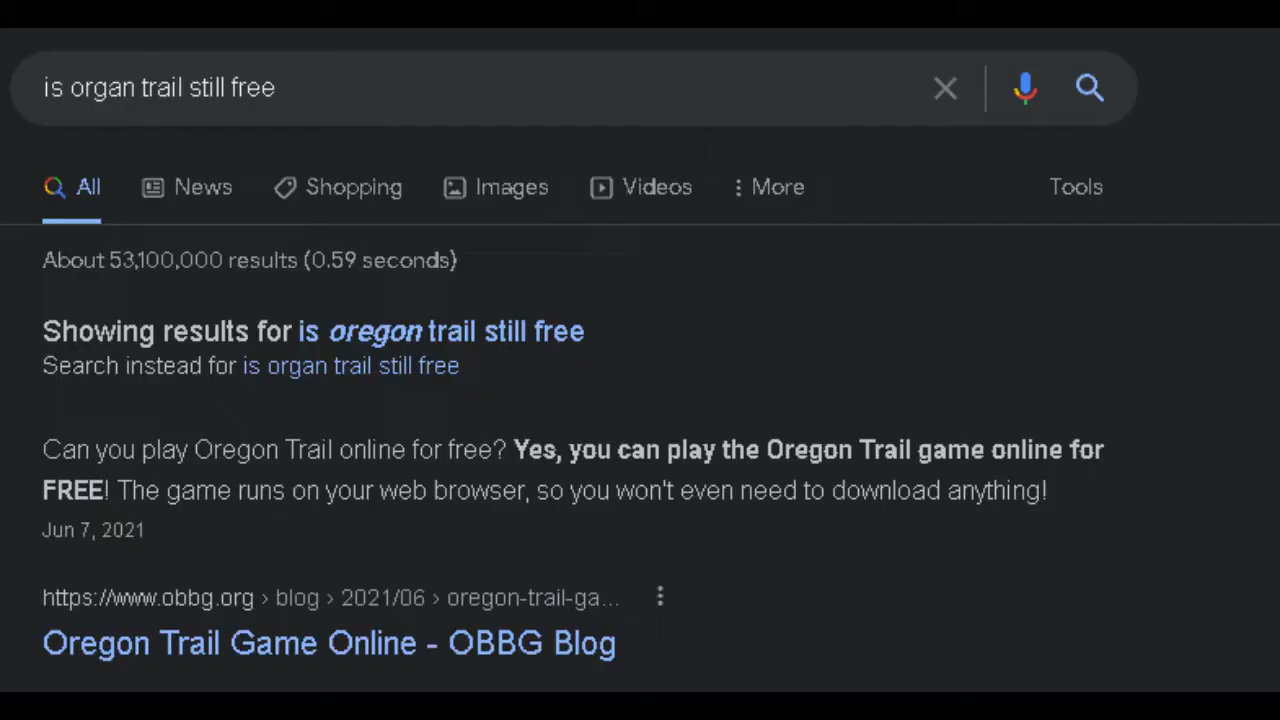 is organ trail still free
All News Shopping Images Videos More Tools
About 53,100,000 results (0.59 seconds)
Showing results for is oregon trail still free
Search instead for is organ trail still free
Can you play Oregon Trail online for free? Yes, you can play the Oregon Trail game online for
FREE! The game runs on your web browser, so you won't even need to download anything!
Jun 7, 2021
https://www.obbg.org › blog › 2021/06 › oregon-trail-ga...
Oregon Trail Game Online - OBBG Blog